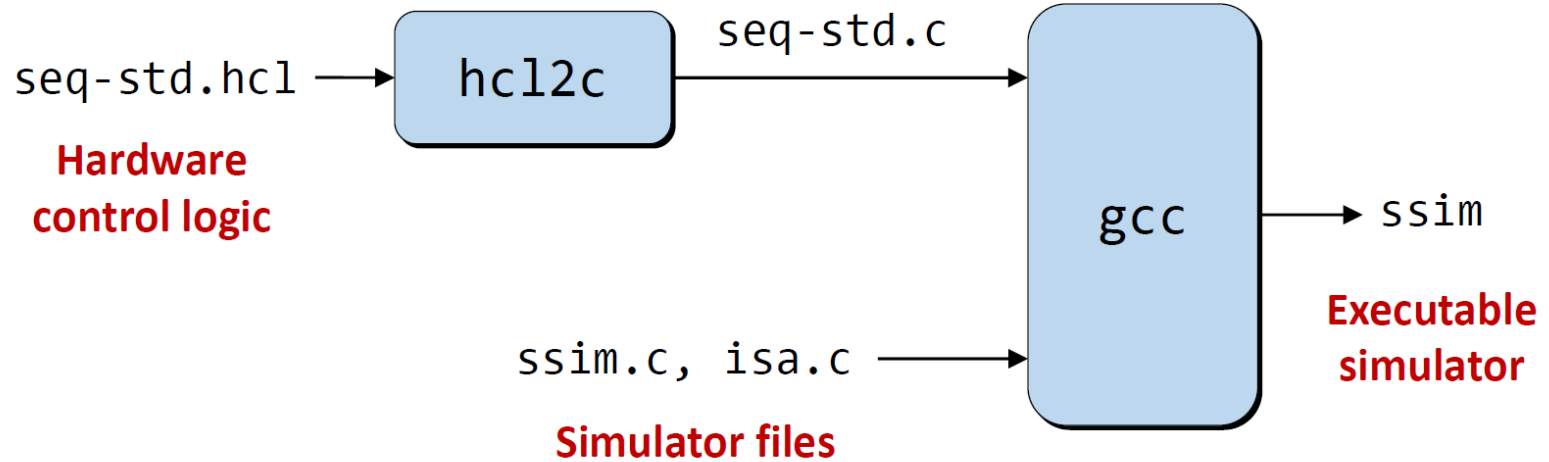 seq-std.hcl
hcl2c
seq-std.c
Hardware
control logic
gcc
ssim
ssim.c, isa.c
Simulator files
Executable
simulator